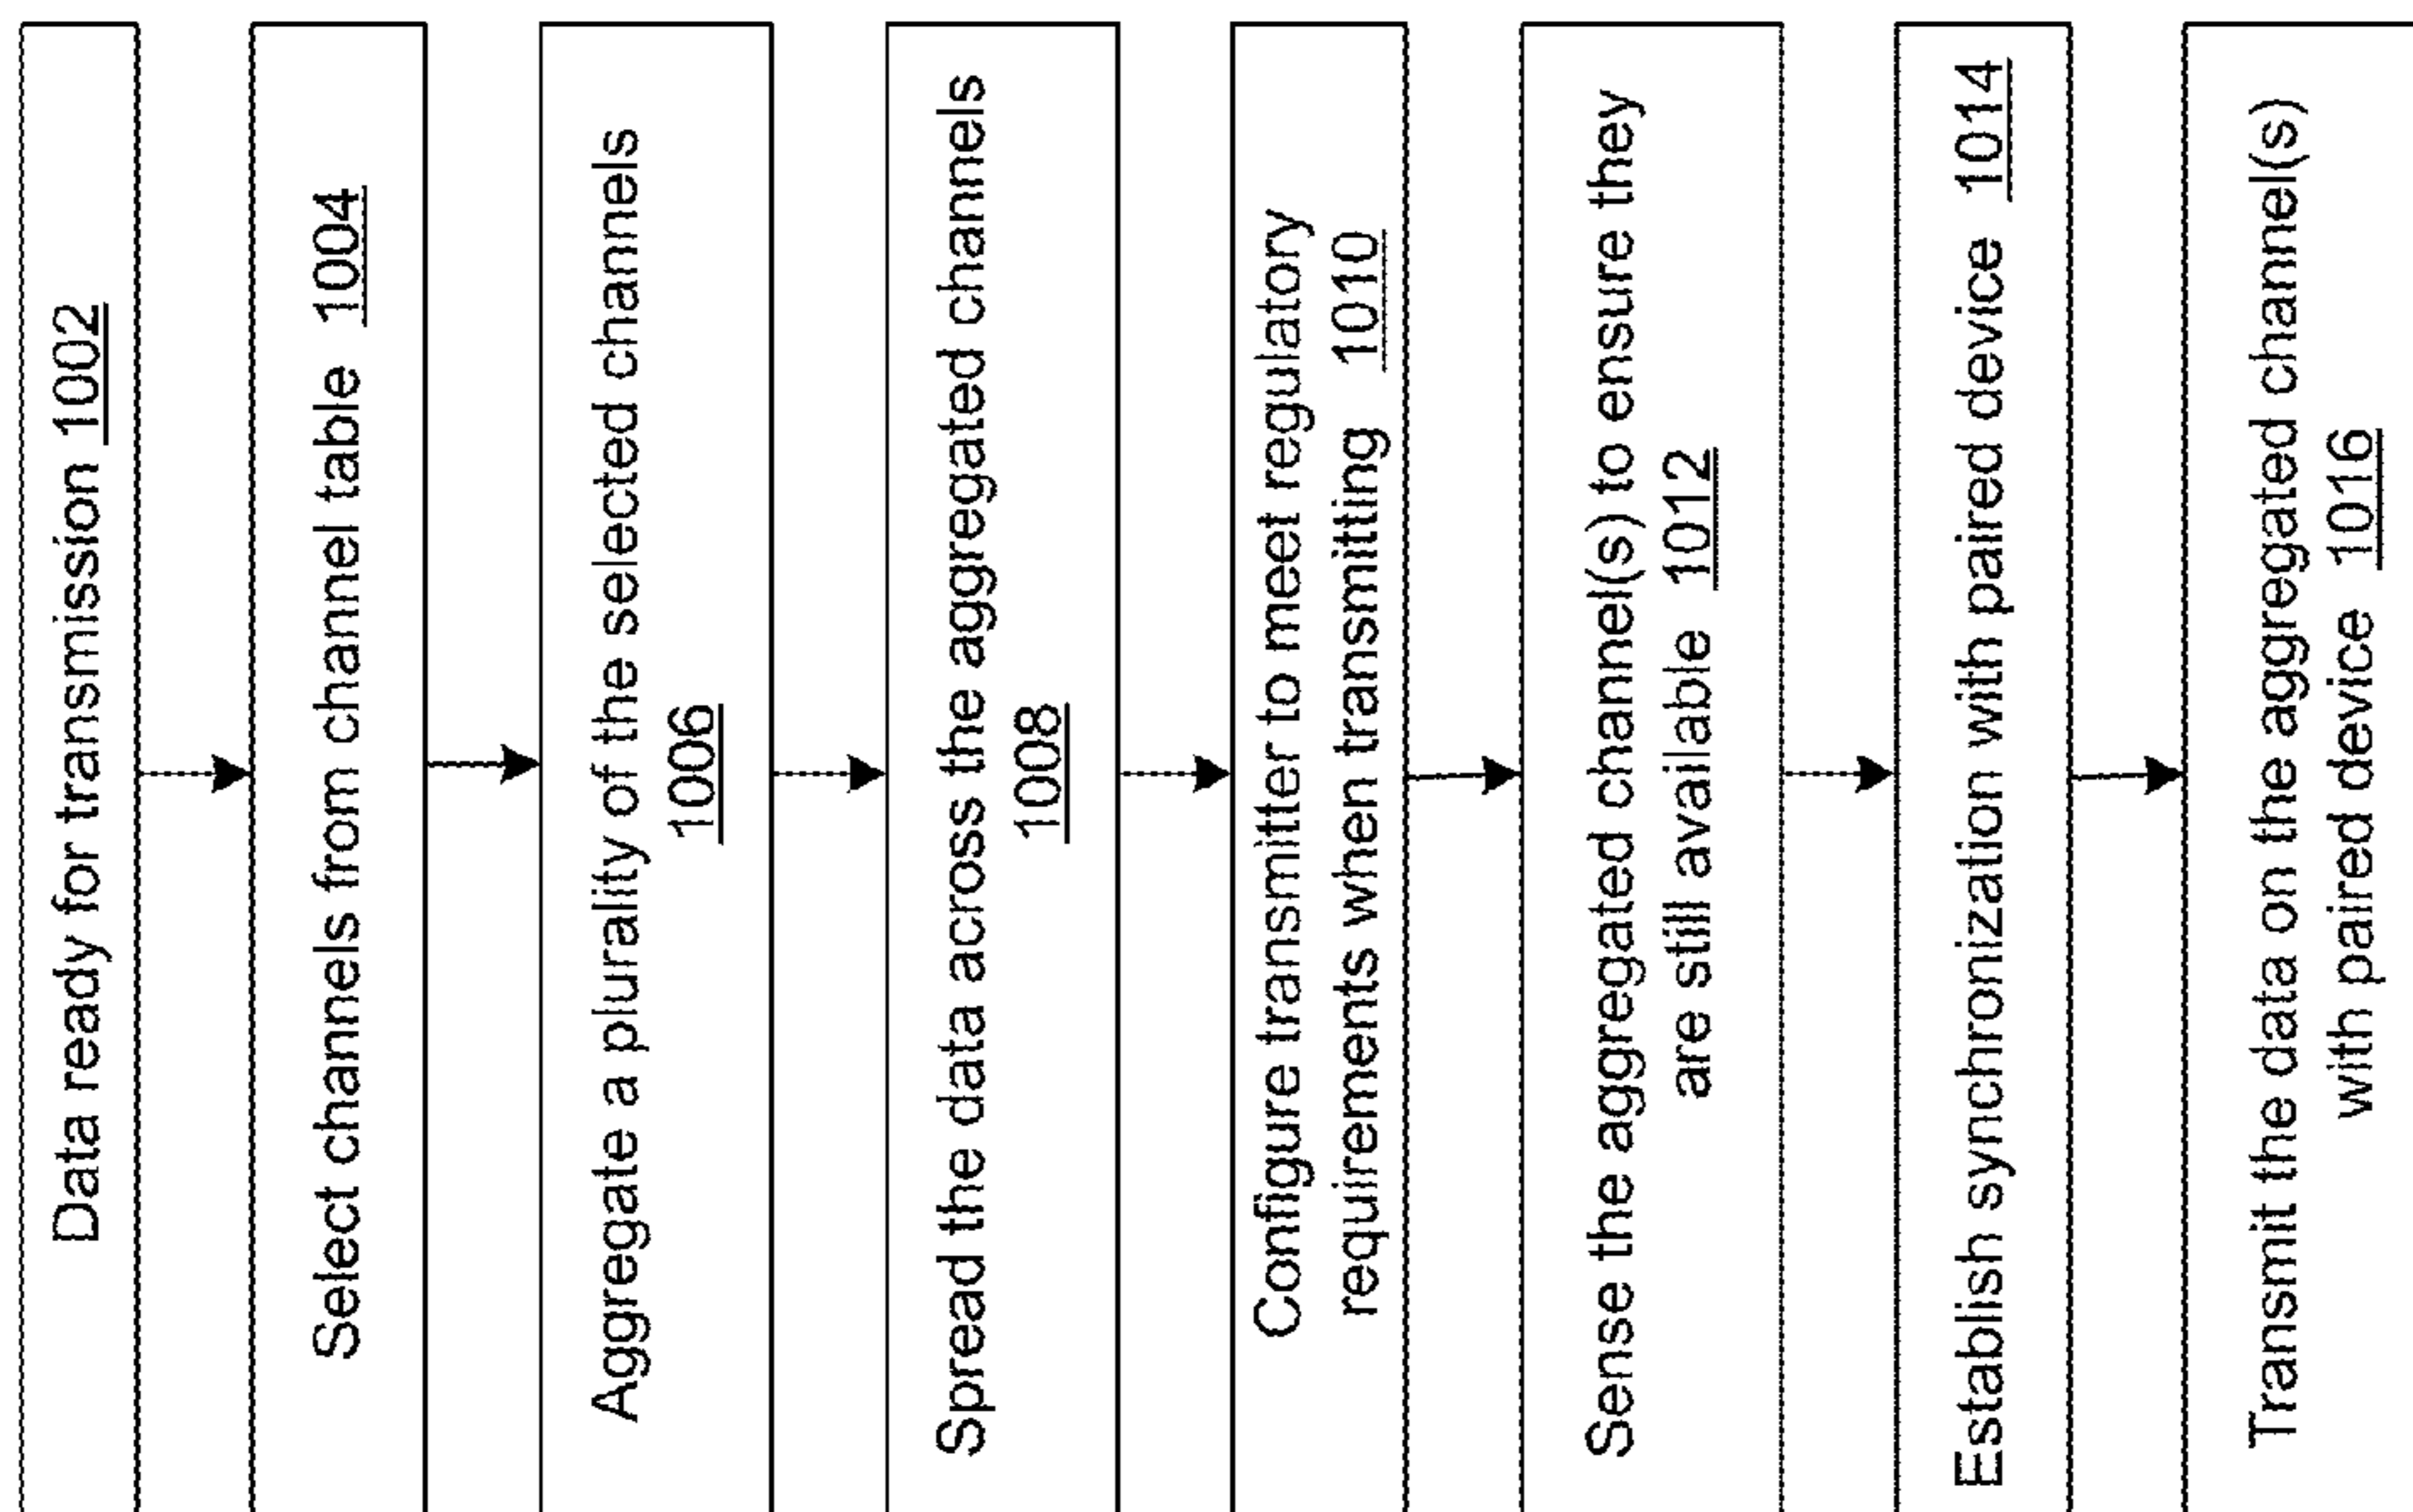 Data ready for transmission 1002
Select channels from channel table 1004
Aggregate a plurality of the selected channels
1006
Spread the data across the aggregated channels
1008
Configure transmitter to meet regulatory
requirements when transmitting 1010
Sense the aggregated channel(s) to ensure they
are still available 1012
Establish synchronization with paired device 1014
Transmit the data on the aggregated channel(s)
with paired device 1016